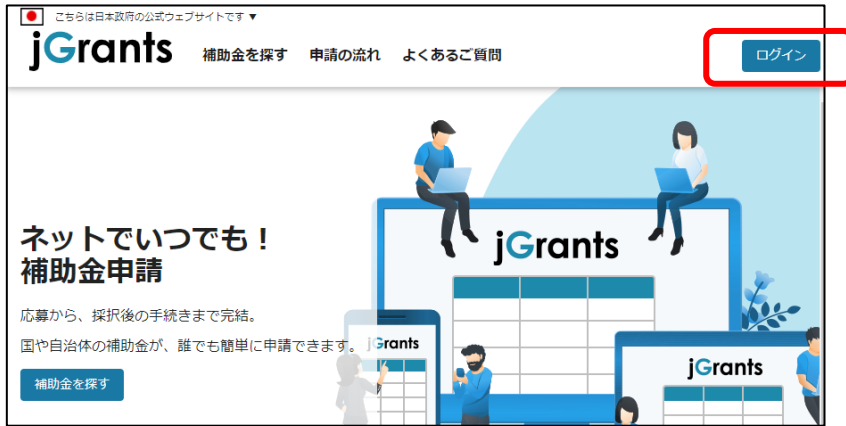 こちらは日本政府の公式ウェブサイトです ▼
jGrants 補助金を探す 申請の流れ よくあるご質問 ログイン
jGrants
ネットでいつでも!
補助金申請
応募から、採択後の手続きまで完結。
国や自治体の補助金が、誰でも簡単に申請できます。
jGrants
jGrants
補助金を探す